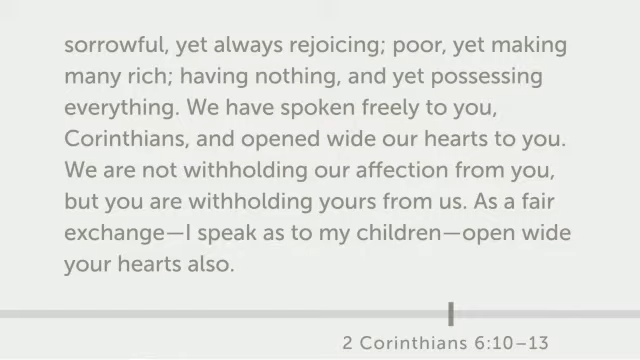 sorrowful, yet always rejoicing; poor, yet making
many rich; having nothing, and yet possessing
everything. We have spoken freely to you,
Corinthians, and opened wide our hearts to you.
We are not withholding our affection from you,
but you are withholding yours from us. As a fair
exchange—I speak as to my children—open wide
your hearts also.
2 Corinthians 6:10–13